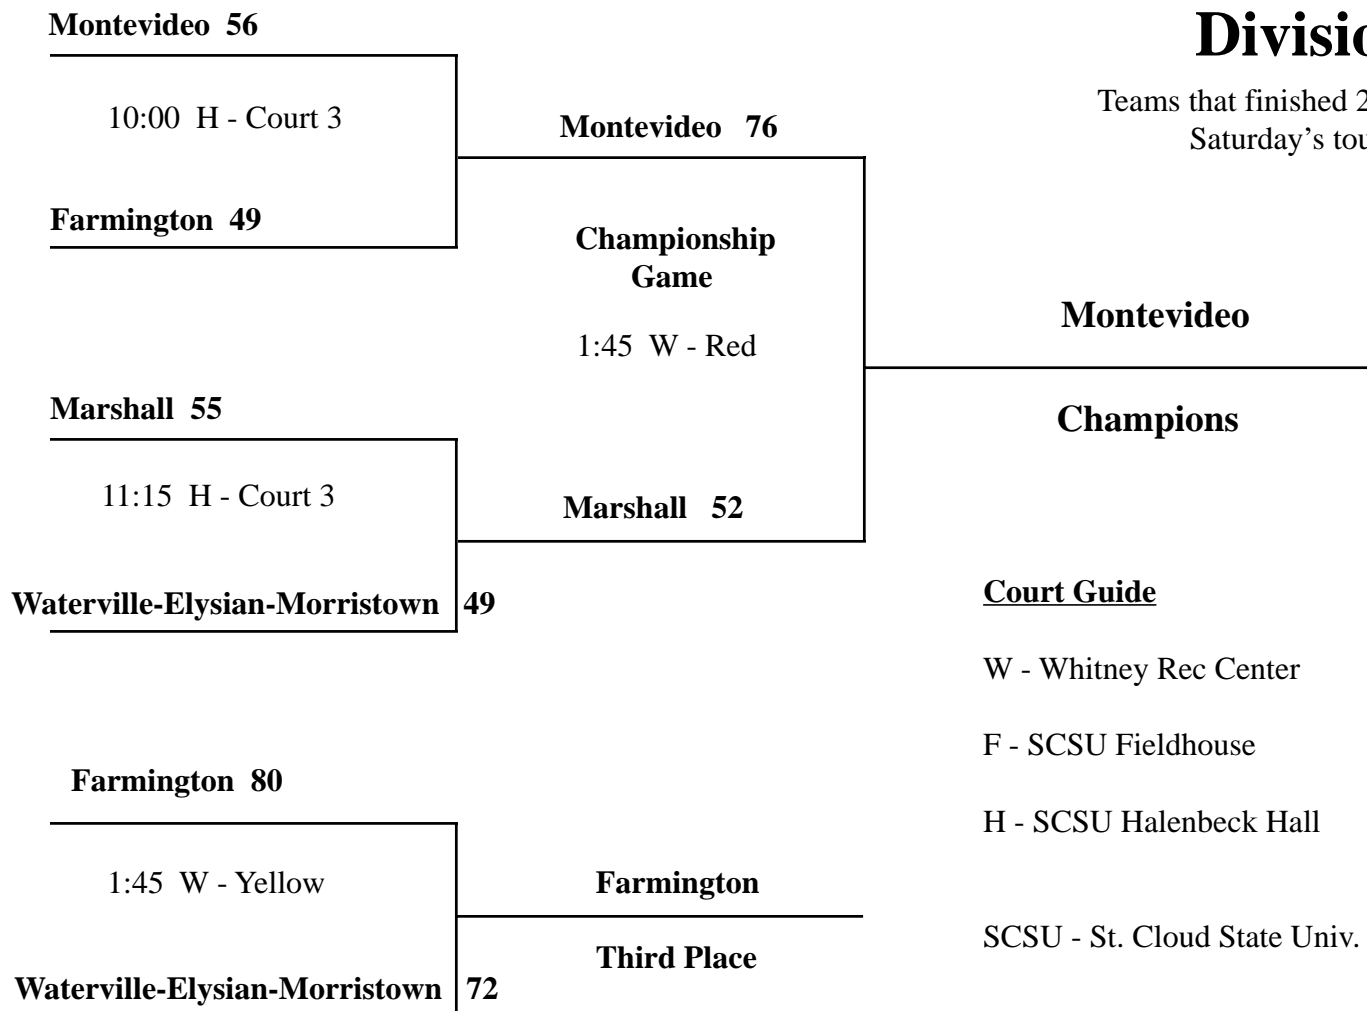 Montevideo 56
10:00 H - Court 3
Farmington 49
Montevideo 76
Championship
Game
1:45 W - Red
Marshall 55
11:15 H - Court 3
Waterville-Elysian-Morristown 49
Marshall 52
Montevideo
Champions
Farmington 80
1:45 W - Yellow
Waterville-Elysian-Morristown 72
Farmington
Third Place
Teams that finished 2
Saturday's
Court Guide
W - Whitney Rec Center
F - SCSU Fieldhouse
H - SCSU Halenbeck Hall
SCSU - St. Cloud State Univ.